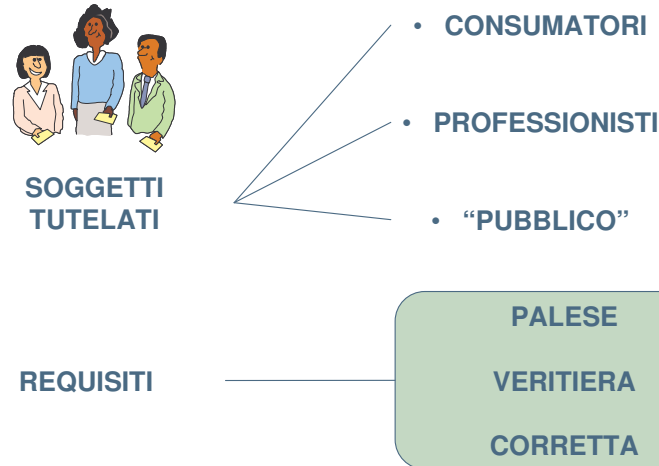 • CONSUMATORI
• PROFESSIONISTI
SOGGETTI
TUTELATI
• “PUBBLICO”
PALESE
REQUISITI
VERITIERA
CORRETTA